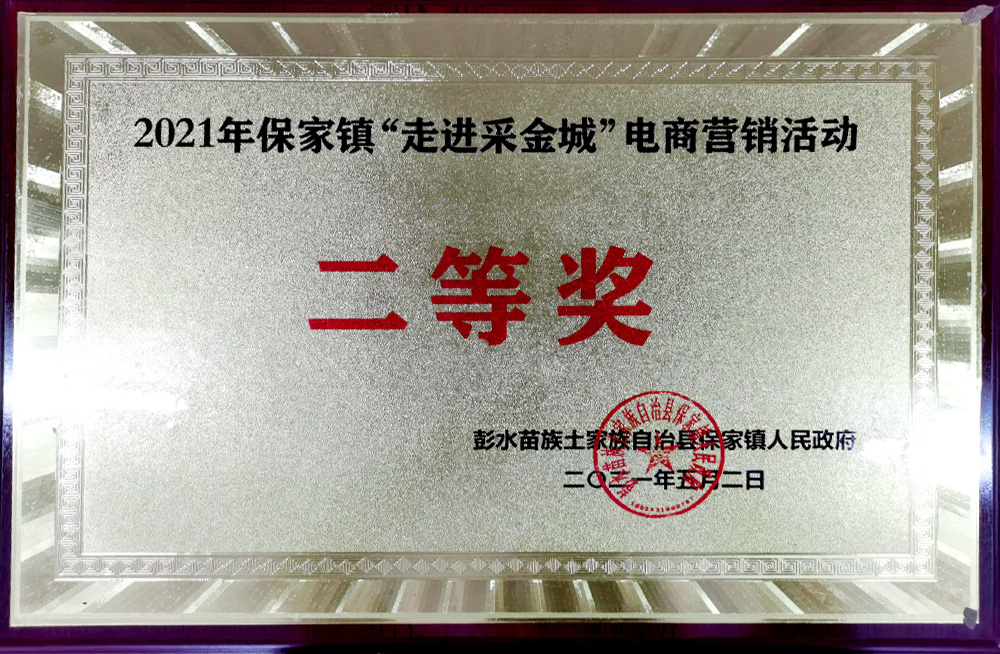 2021年保家镇“走进采金城”电商营销活动
二等奖
彭水苗族土家族自治县保家镇人民政府
二〇二一年五月二日